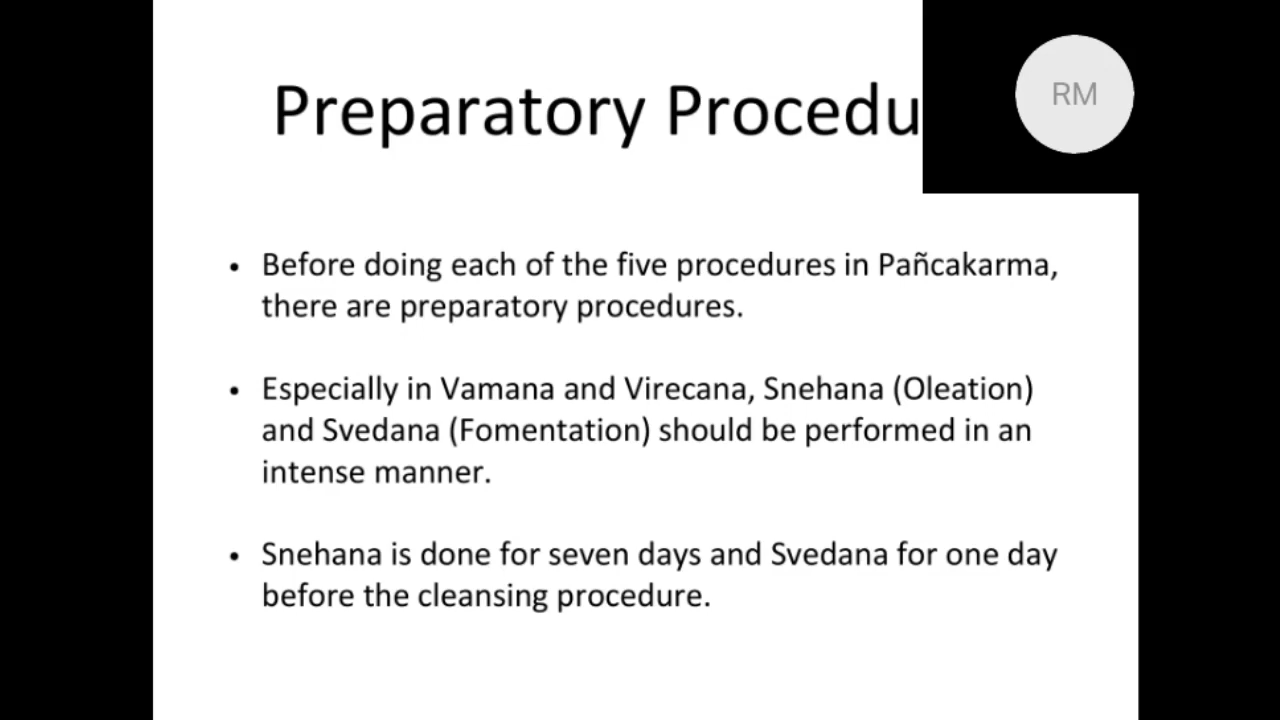 Preparatory Procedu
RM
• Before doing each of the five procedures in Pañcakarma,
there are preparatory procedures.
• Especially in Vamana and Virecana, Snehana (Oleation)
and Svedana (Fomentation) should be performed in an
intense manner.
• Snehana is done for seven days and Svedana for one day
before the cleansing procedure.